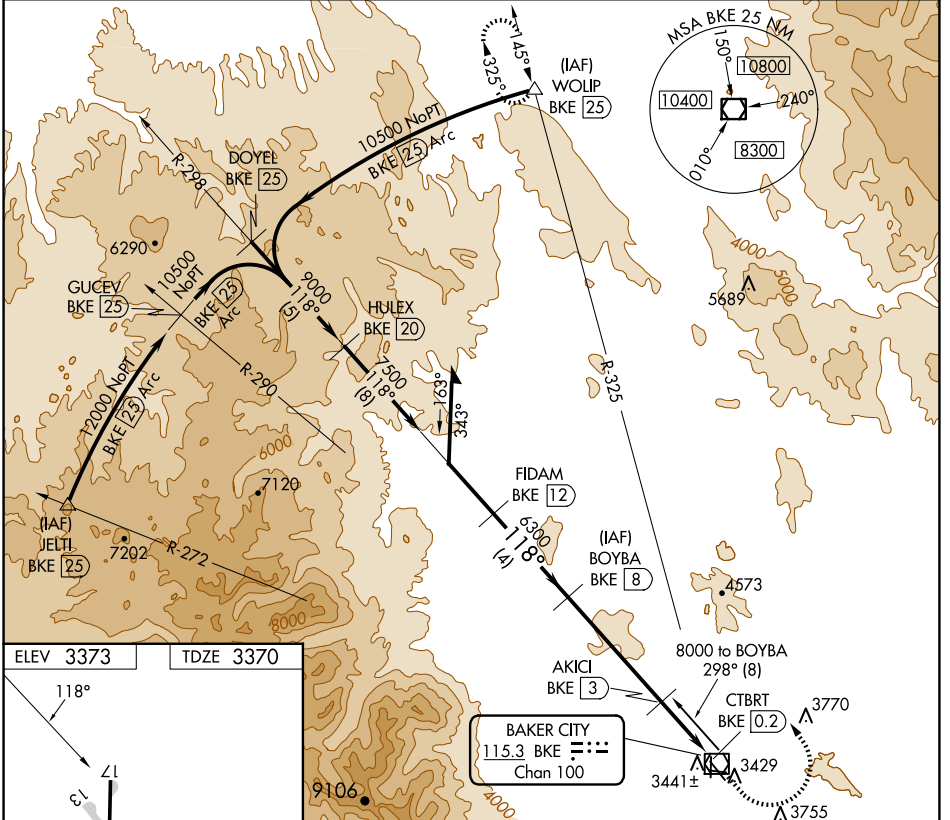 MSA BKE 25 NM
150°
10800
10400
240°
010°
8300
145°
325°
(IAF)
WOLIP
BKE 25
10500 NoPT
BKE 25 Arc
R-298
DOYEL
BKE 25
6290
GUCEV
BKE 25
10500
NoPT
BKE 25
Arc
9000
118°
(5)
HULEX
BKE 20
4000
5000
5689
R-290
7500
118°
(8)
163°
343°
R-325
12000 NoPT
BKE 25 Arc
6000
7120
FIDAM
BKE 12
(IAF)
JELTI
BKE 25
7202
R-272
6300
118°
(4)
(IAF)
BOYBA
BKE 8
4573
8000
ELEV 3373
TDZE 3370
118°
17
13
8000 to BOYBA
298° (8)
AKICI
BKE 3
CTBRT
BKE 0.2
3770
BAKER CITY
115.3 BKE
Chan 100
3441±
3429
9106
4000
3755